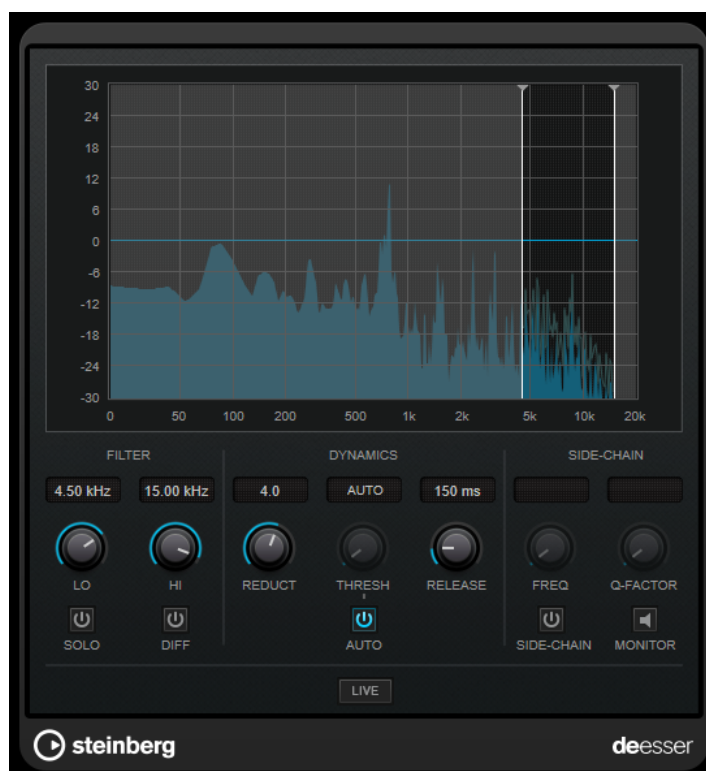 30
24
18
12
6
0
-6
-12
-18
-24
-30
0 50 100 200 500 1k 2k 5k 10k 20k
FILTER DYNAMICS SIDE-CHAIN
4.50 kHz 15.00 kHz 4.0 AUTO 150 ms
LO HI REDUCT THRESH RELEASE FREQ Q-FACTOR
SOLO DIFF AUTO SIDE-CHAIN MONITOR
LIVE
steinberg deesser